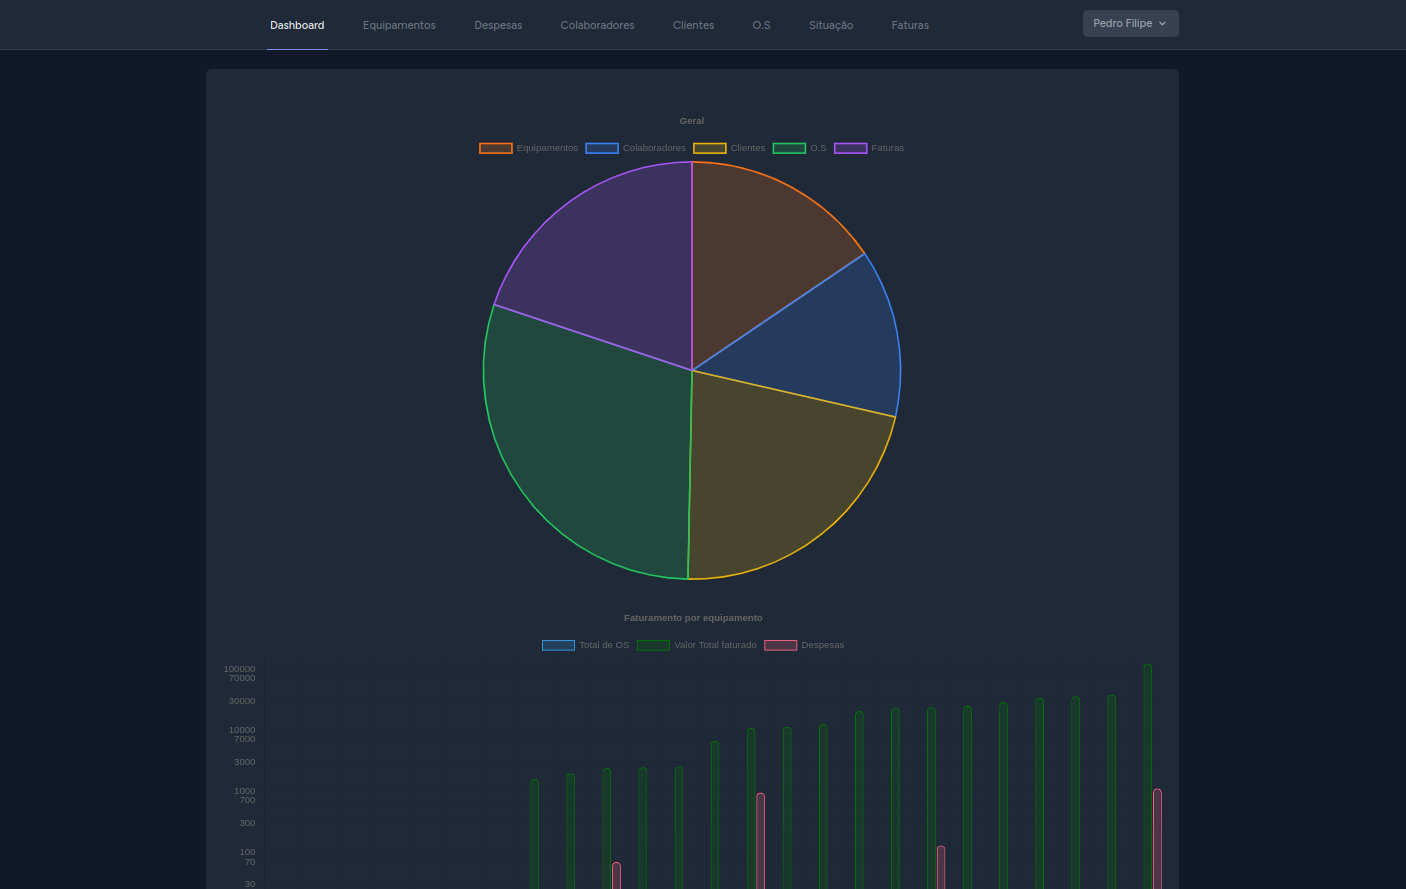 Dashboard Equipamentos Despesas Colaboradores Clientes O.S Situação Faturas Pedro Filipe
Geral
Equipamentos Colaboradores Clientes O.S Faturas
Faturamento por equipamento
Total de OS Valor Total faturado Despesas
100000
70000
30000
10000
7000
3000
1000
700
300
100
70
30